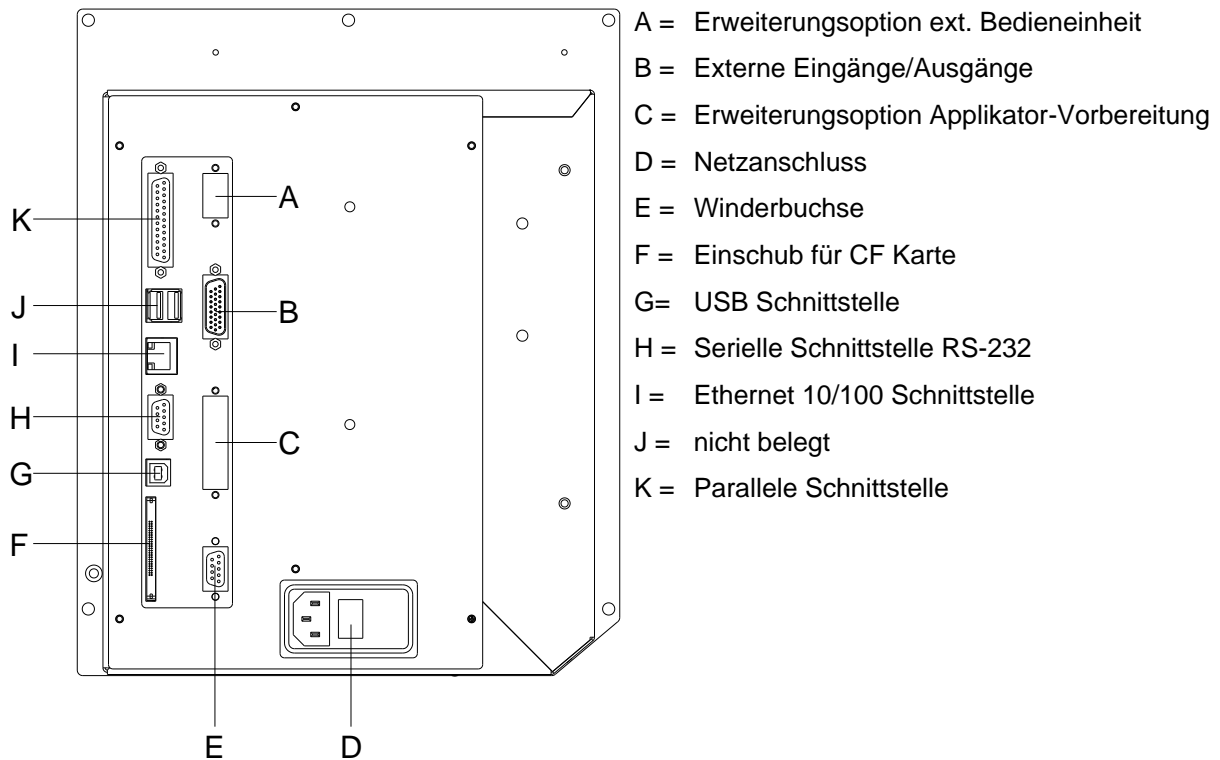 A = Erweiterungsoption ext. Bedieneinheit
B = Externe Eingänge/Ausgänge
C = Erweiterungsoption Applikator-Vorbereitung
D = Netzanschluss
E = Winderbuchse
F = Einschub für CF Karte
G= USB Schnittstelle
H = Serielle Schnittstelle RS-232
I = Ethernet 10/100 Schnittstelle
J = nicht belegt
K = Parallele Schnittstelle
A
K
J
B
I
H
C
G
F
E
D